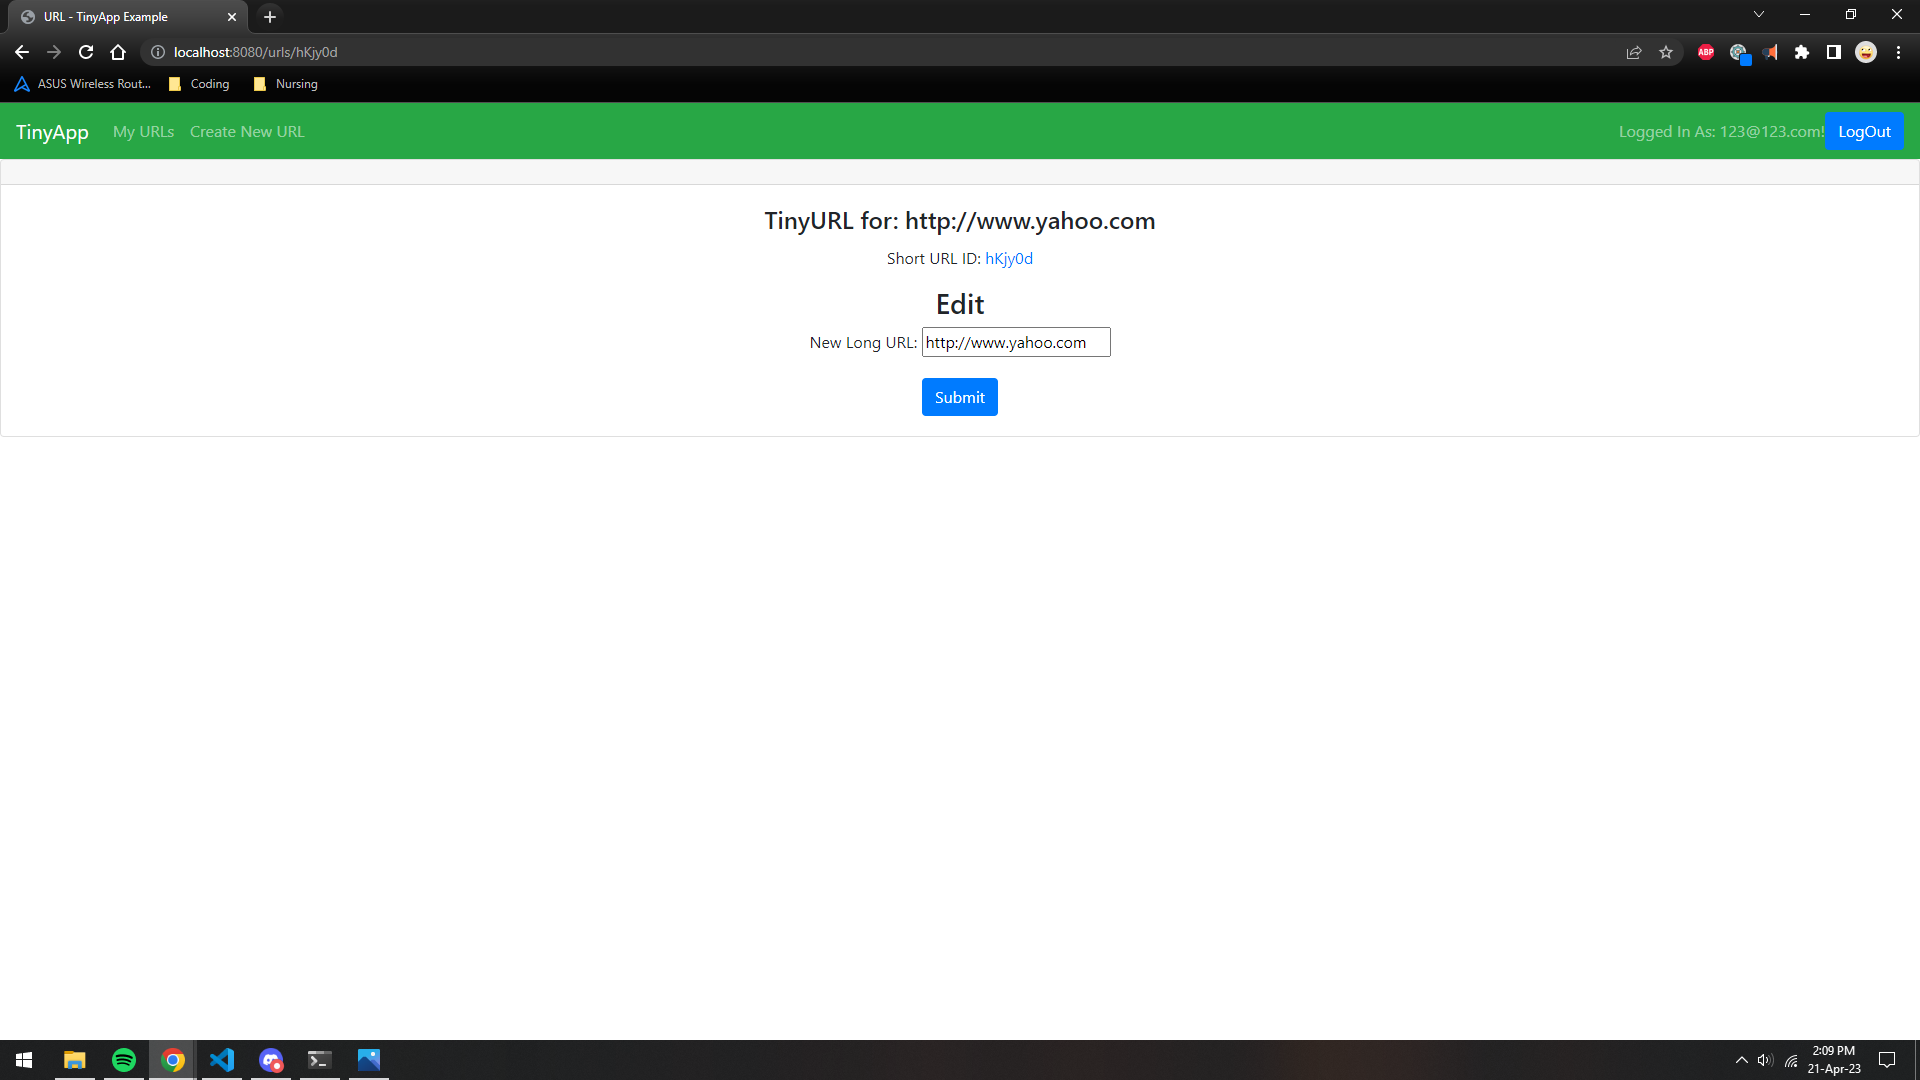 URL - TinyApp Example
localhost:8080/urls/hKjy0d
ABP
ASUS Wireless Rout...
Coding
Nursing
TinyApp
My URLs
Create New URL
Logged In As: 123@123.com!
LogOut
TinyURL for: http://www.yahoo.com
Short URL ID: hKjy0d
Edit
New Long URL: http://www.yahoo.com
Submit
2:09 PM
21-Apr-23